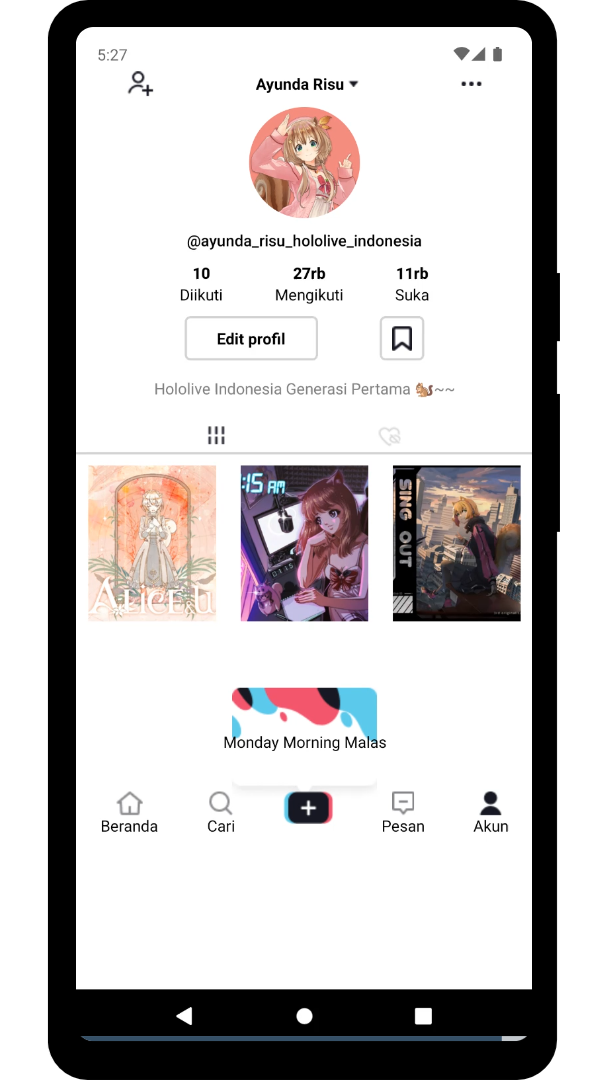 5:27
Ayunda Risu
@ayunda_risu_hololive_indonesia
10 27rb 11rb
Diikuti Mengikuti Suka
Edit profil
Hololive Indonesia Generasi Pertama 🐿️~~
:15 AM
SING OUT
Monday Morning Malas
Beranda Cari Pesan Akun